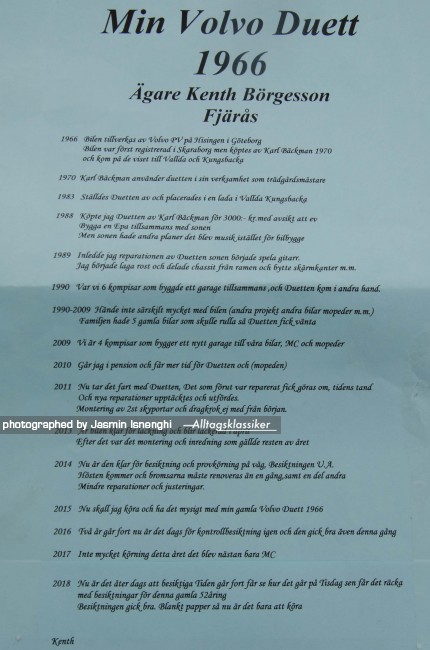 Min Volvo Duett
1966
Ägare Kenth Börgesson
Fjärås
1966 Bilen tillverkas av Volvo PV på Hisingen i Göteborg
Bilen var först registrerad i Skaraborg men köptes av Karl Bäckman 1970
och kom på de viset till Vallda och Kungsbacka
1970 Karl Bäckman använder duetten i sin verksamhet som trädgårdsmästare
1983 Ställdes Duetten av och placerades i en lada i Vallda Kungsbacka
1988 Köpte jag Duetten av Karl Bäckman för 3000:- kr med avsikt att ev
Bygga en Epa tillsammans med sonen
Men sonen hade andra planer det blev musik istället för bilbygge
1989 Inledde jag reparationen av Duetten sonen började spela gitarr.
Jag började laga rost och delade chassit från ramen och bytte skärmkanter m.m.
1990 Var vi 6 kompisar som byggde ett garage tillsammans ,och Duetten kom i andra hand.
1990-2009 Hände inte särskilt mycket med bilen (andra projekt andra bilar mopeder m.m.)
Familjen hade 5 gamla bilar som skulle rulla så Duetten fick vänta
2009 Vi är 4 kompisar som bygger ett nytt garage till våra bilar, MC och mopeder
2010 Går jag i pension och får mer tid för Duetten och (mopeden)
2011 Nu tar det fart med Duetten, Det som förut var reparerat fick göras om, tidens tand
Och nya reparationer upptäcktes och utfördes.
Montering av 2st skyportar och dragkrok ej med från början.
photographed by Jasmin Isnenghi —Alltagsklassiker—
2013 Är bilen klar för lackning och blir lackerad i april
Efter det var det montering och inredning som gällde resten av året
2014 Nu är den klar för besiktning och provkörning på väg, Besiktningen U.A.
Hösten kommer och bromsarna måste renoveras än en gång,samt en del andra
Mindre reparationer och justeringar.
2015 Nu skall jag köra och ha det mysigt med min gamla Volvo Duett 1966
2016 Två år går fort nu är det dags för kontrollbesiktning igen och den gick bra även denna gång
2017 Inte mycket körning detta året det blev nästan bara MC
2018 Nu är det åter dags att besiktiga Tiden går fort får se hur det går på Tisdag sen får det räcka
med besiktningar för denna gamla 52åring
Besiktningen gick bra. Blankt papper så nu är det bara att köra
Kenth